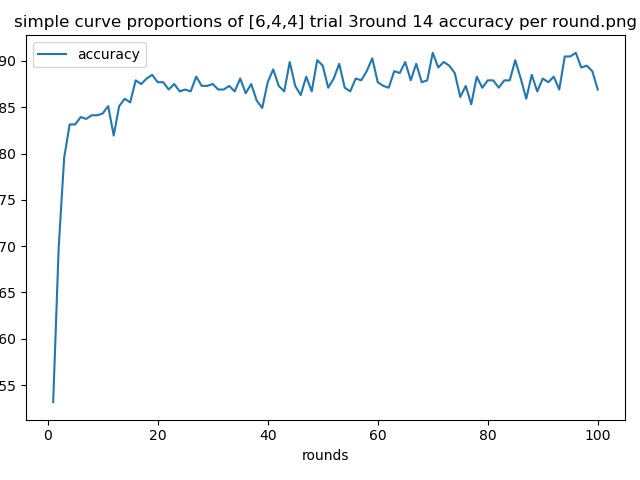 simple curve proportions of [6,4,4] trial 3round 14 accuracy per round.png
accuracy
90
85
80
75
70
65
60
55
0 20 40 60 80 100
rounds